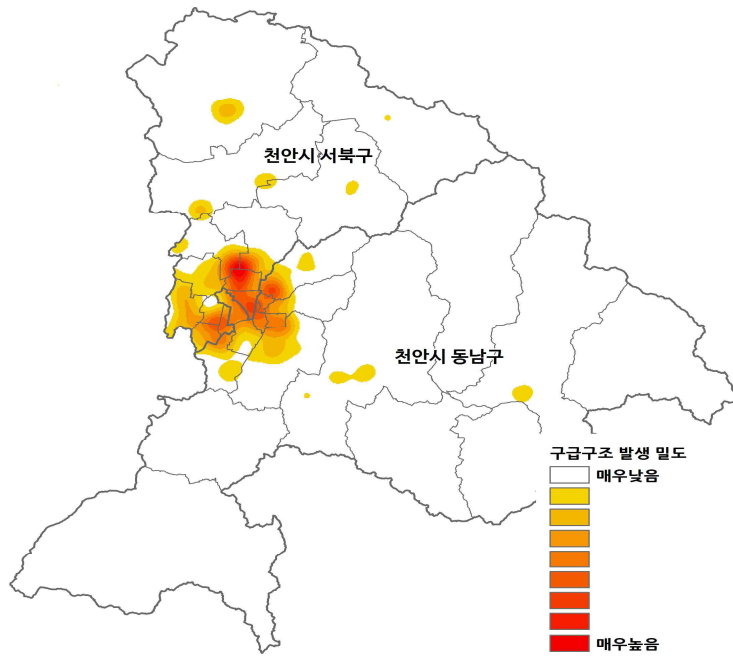 천안시 서북구
천안시 동남구
구급구조 발생 밀도
매우낮음
매우높음